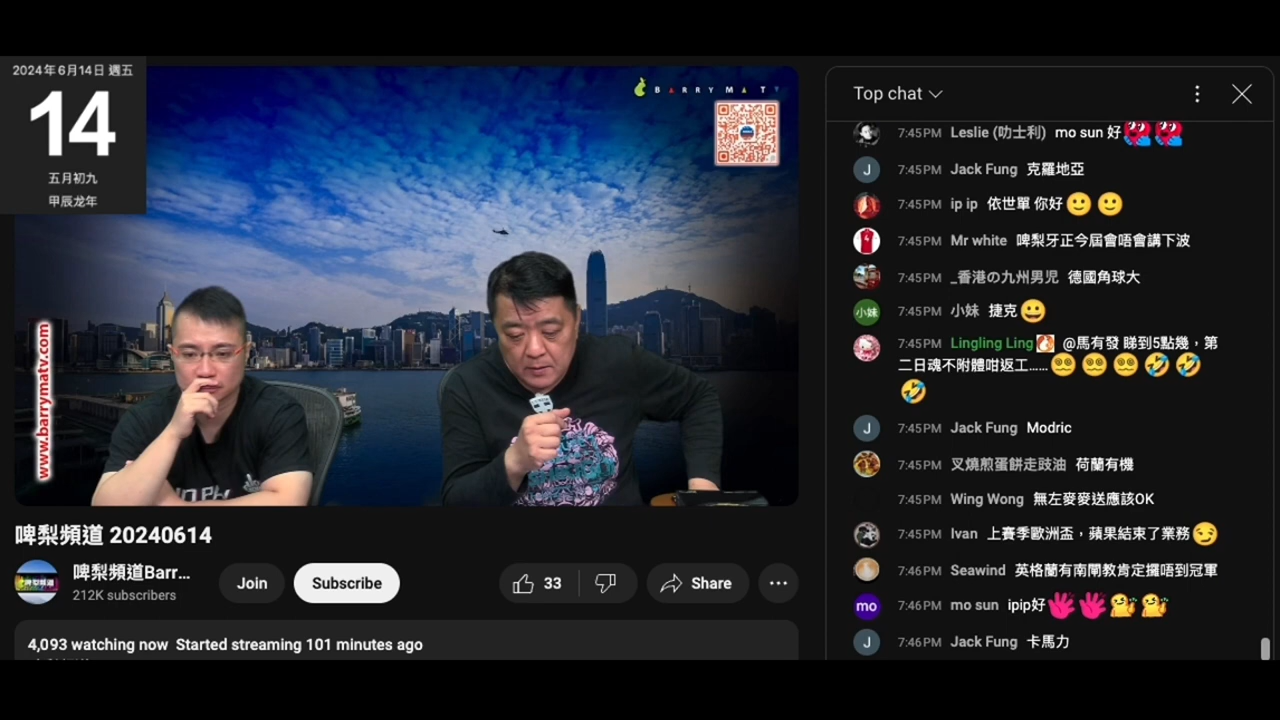 2024年6月14日 週五
14
五月初九
甲辰龙年
BARRYMATV
www.barrymatv.com
啤梨頻道 20240614
啤梨頻道Barr...
212K subscribers
Join
Subscribe
33
Share
4,093 watching now Started streaming 101 minutes ago
Top chat
7:45PM Leslie (叻士利) mo sun 好
J 7:45PM Jack Fung 克羅地亞
7:45PM ip ip 依世單 你好🙂🙂
7:45PM Mr white 啤梨牙正今屆會唔會講下波
7:45PM _香港の九州男児 德國角球大
小妹 7:45PM 小妹 捷克😀
7:45PM Lingling Ling @馬有發 睇到5點幾，第
二日魂不附體咁返工......😵‍💫😵‍💫😵‍💫🤣🤣
🤣
J 7:45PM Jack Fung Modric
7:45PM 叉燒煎蛋餅走豉油 荷蘭有機
7:45PM Wing Wong 無左麥麥送應該OK
7:45PM Ivan 上賽季歐洲盃，蘋果結束了業務😏
7:46PM Seawind 英格蘭有南閘教肯定攞唔到冠軍
mo 7:46PM mo sun ipip好
J 7:46PM Jack Fung 卡馬力